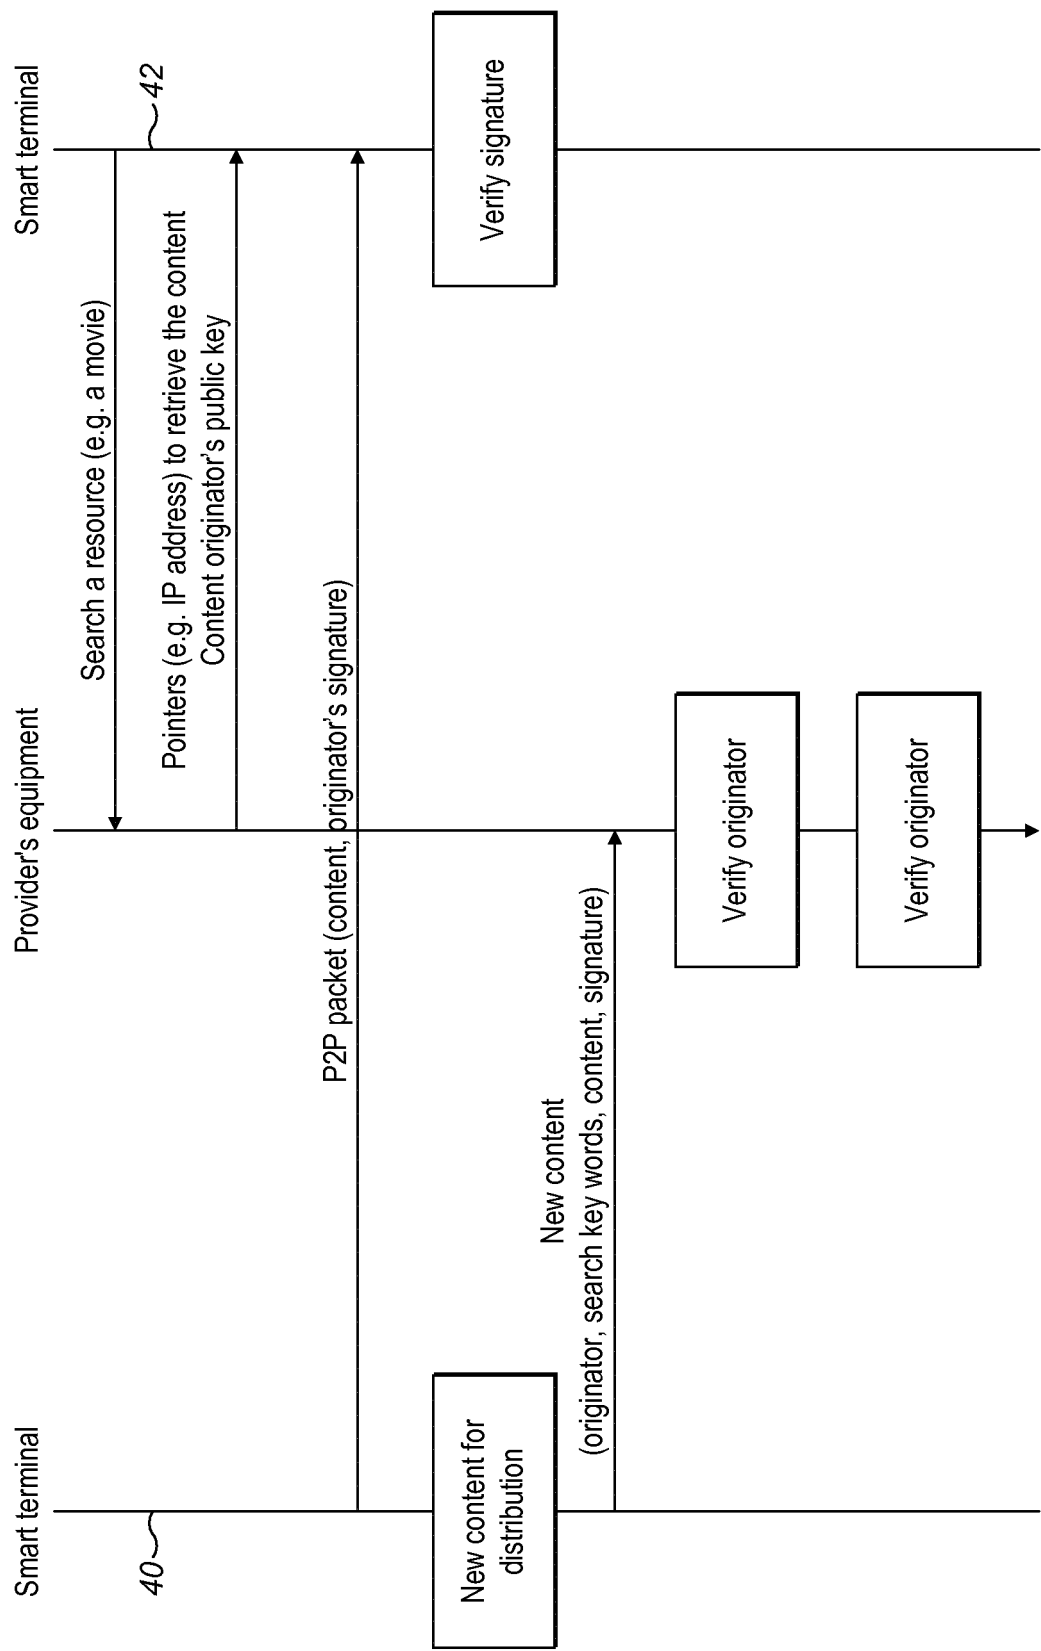 Smart terminal
Provider's equipment
Smart terminal
40
42
Search a resource (e.g. a movie)
Pointers (e.g. IP address) to retrieve the content
Content originator's public key
P2P packet (content, originator's signature)
New content for
distribution
Verify signature
New content
(originator, search key words, content, signature)
Verify originator
Verify originator